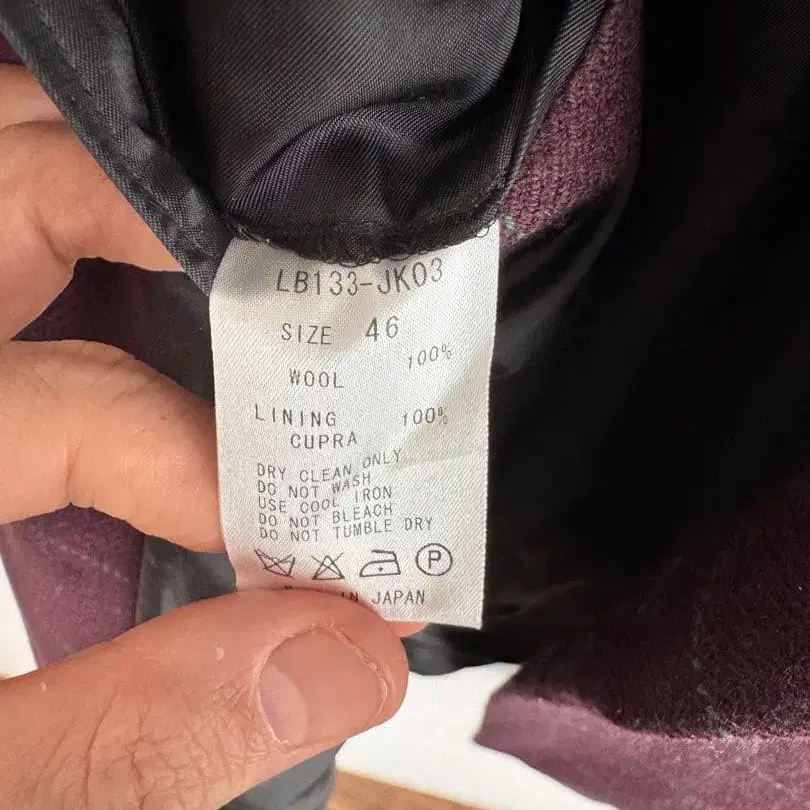 LB133-JK03
SIZE 46
WOOL 100%
LINING
CUPRA 100%
DRY CLEAN ONLY
DO NOT WASH
USE COOL IRON
DO NOT BLEACH
DO NOT TUMBLE DRY
P
IN JAPAN